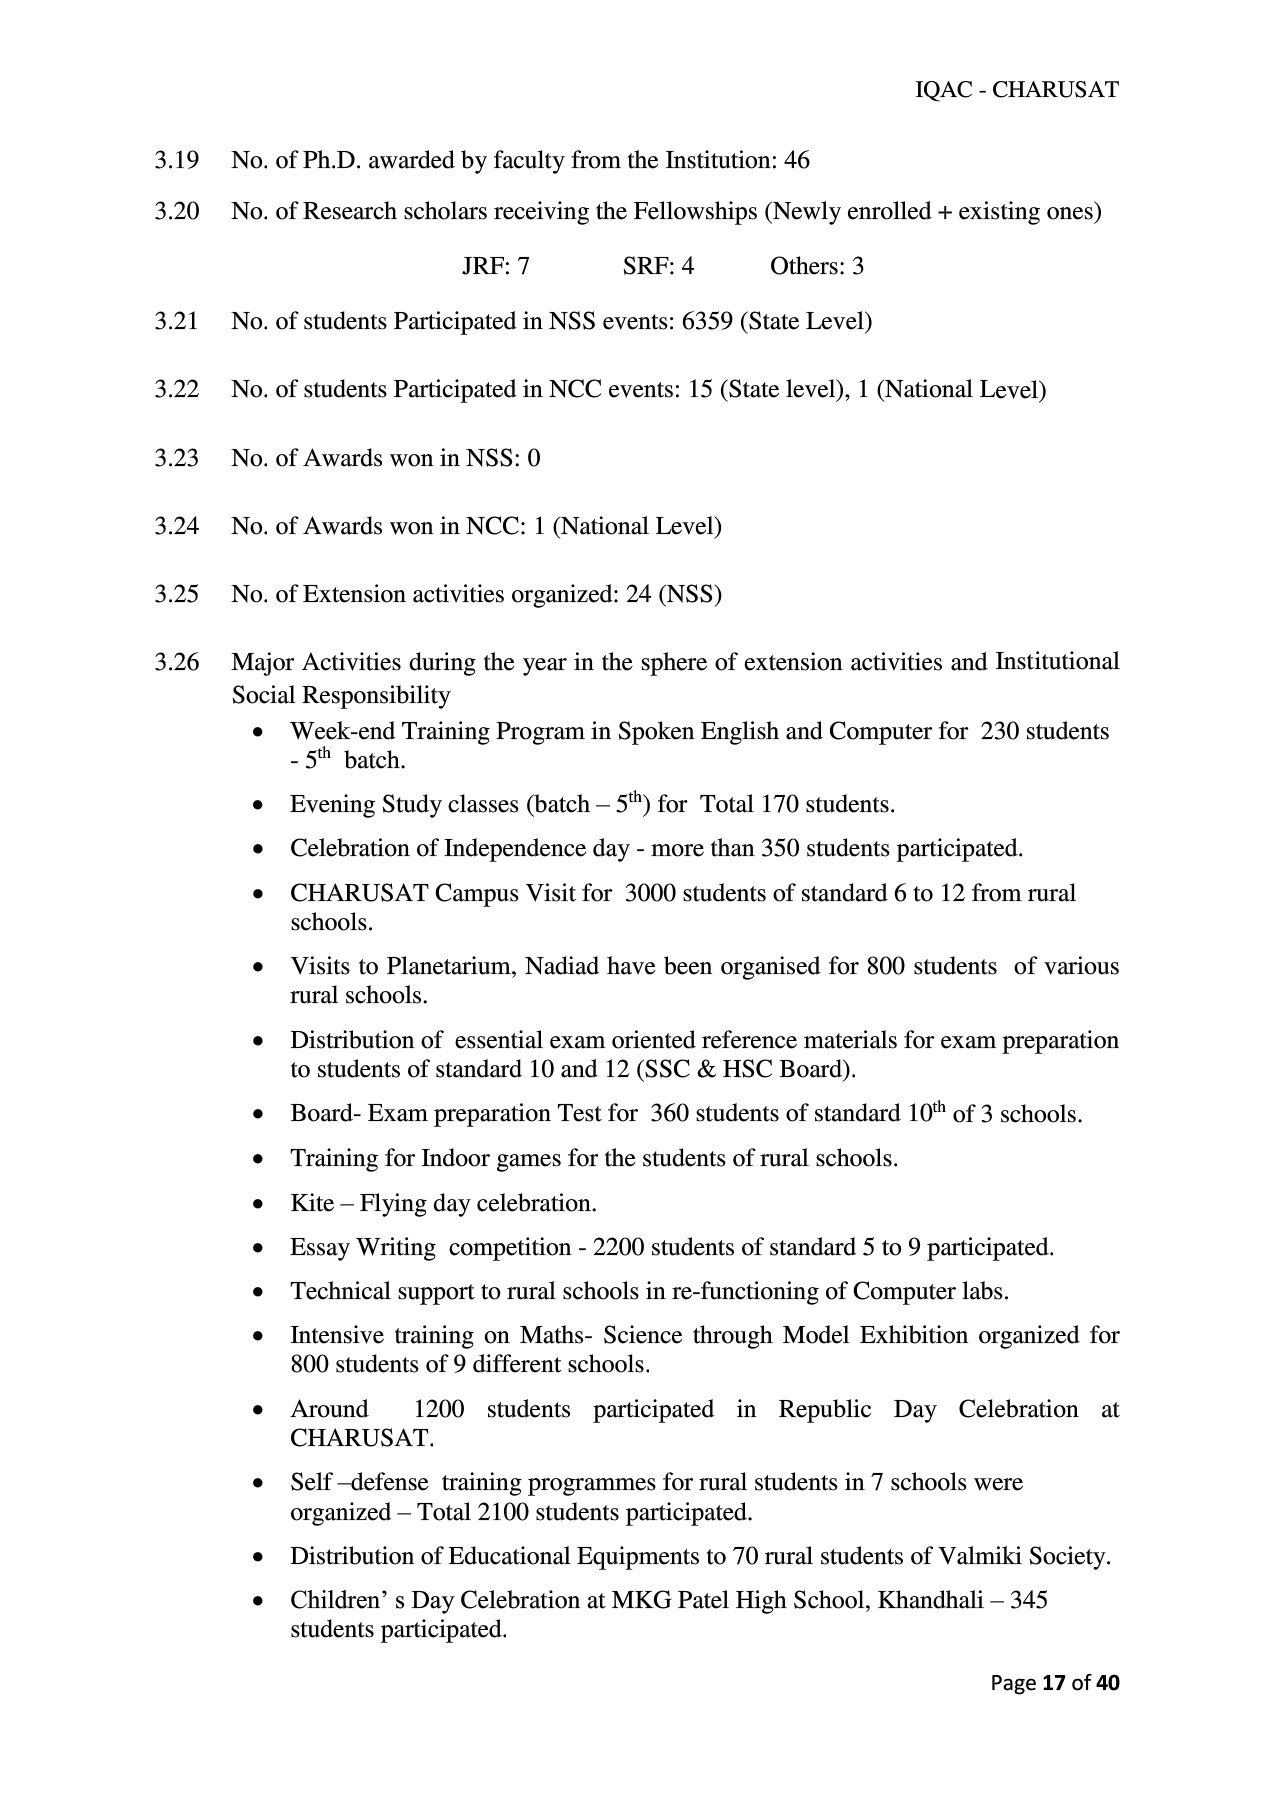 IQAC - CHARUSAT
3.19 No. of Ph.D. awarded by faculty from the Institution: 46
3.20 No. of Research scholars receiving the Fellowships (Newly enrolled + existing ones)
JRF: 7 SRF: 4 Others: 3
3.21 No. of students Participated in NSS events: 6359 (State Level)
3.22 No. of students Participated in NCC events: 15 (State level), 1 (National Level)
3.23 No. of Awards won in NSS: 0
3.24 No. of Awards won in NCC: 1 (National Level)
3.25 No. of Extension activities organized: 24 (NSS)
3.26 Major Activities during the year in the sphere of extension activities and Institutional
Social Responsibility
• Week-end Training Program in Spoken English and Computer for 230 students
- 5th batch.
• Evening Study classes (batch – 5th) for Total 170 students.
• Celebration of Independence day - more than 350 students participated.
• CHARUSAT Campus Visit for 3000 students of standard 6 to 12 from rural
schools.
• Visits to Planetarium, Nadiad have been organised for 800 students of various
rural schools.
• Distribution of essential exam oriented reference materials for exam preparation
to students of standard 10 and 12 (SSC & HSC Board).
• Board- Exam preparation Test for 360 students of standard 10th of 3 schools.
• Training for Indoor games for the students of rural schools.
• Kite – Flying day celebration.
• Essay Writing competition - 2200 students of standard 5 to 9 participated.
• Technical support to rural schools in re-functioning of Computer labs.
• Intensive training on Maths- Science through Model Exhibition organized for
800 students of 9 different schools.
• Around 1200 students participated in Republic Day Celebration at
CHARUSAT.
• Self –defense training programmes for rural students in 7 schools were
organized – Total 2100 students participated.
• Distribution of Educational Equipments to 70 rural students of Valmiki Society.
• Children’ s Day Celebration at MKG Patel High School, Khandhali – 345
students participated.
Page 17 of 40